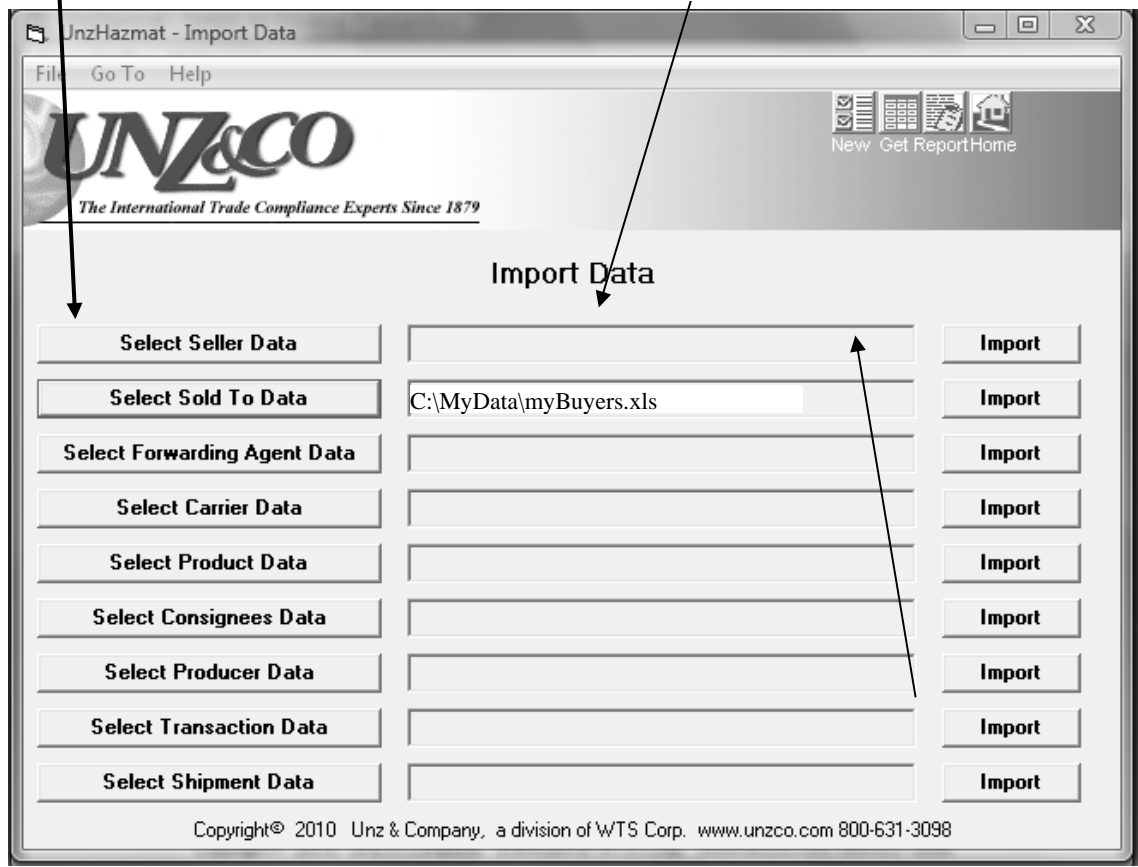 UnzHazmat - Import Data
File Go To Help
UNZ&CO
The International Trade Compliance Experts Since 1879
New Get Report Home
Import Data
Select Seller Data Import
Select Sold To Data C:\MyData\myBuyers.xls Import
Select Forwarding Agent Data Import
Select Carrier Data Import
Select Product Data Import
Select Consignees Data Import
Select Producer Data Import
Select Transaction Data Import
Select Shipment Data Import
Copyright© 2010 Unz & Company, a division of WTS Corp. www.unzco.com 800-631-3098